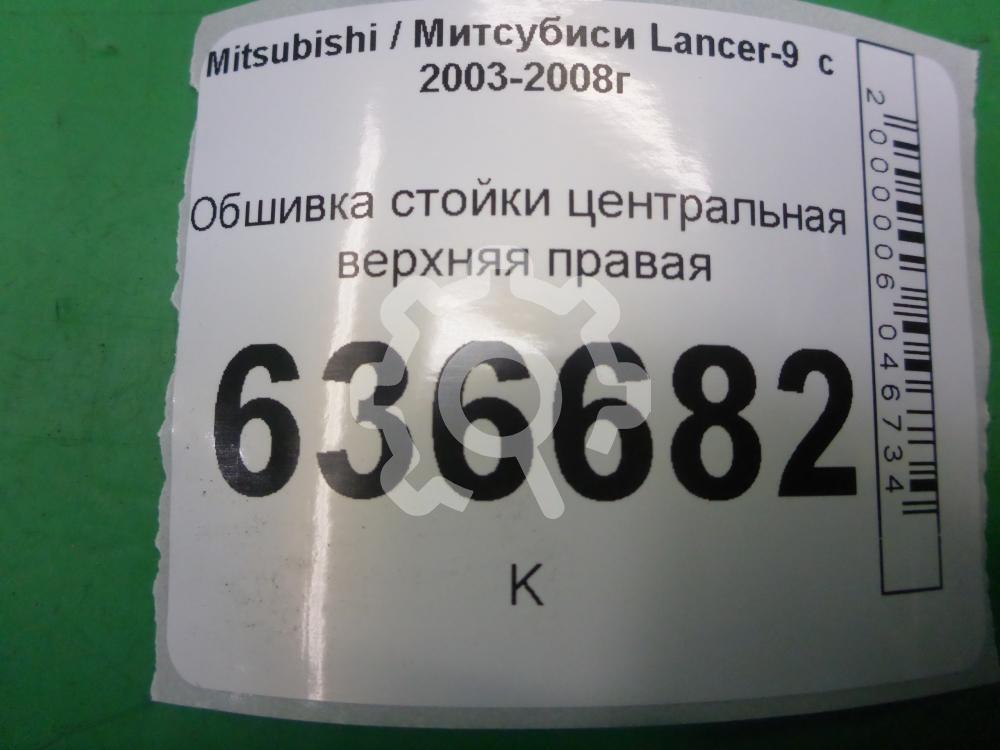 Mitsubishi / Митсубиси Lancer-9 с
2003-2008г
Обшивка стойки центральная
верхняя правая
636682
К
2000006046734